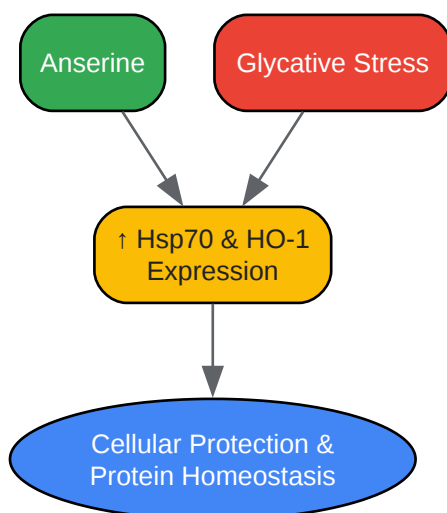 Anserine
Glycative Stress
↑ Hsp70 & HO-1
Expression
Cellular Protection &
Protein Homeostasis